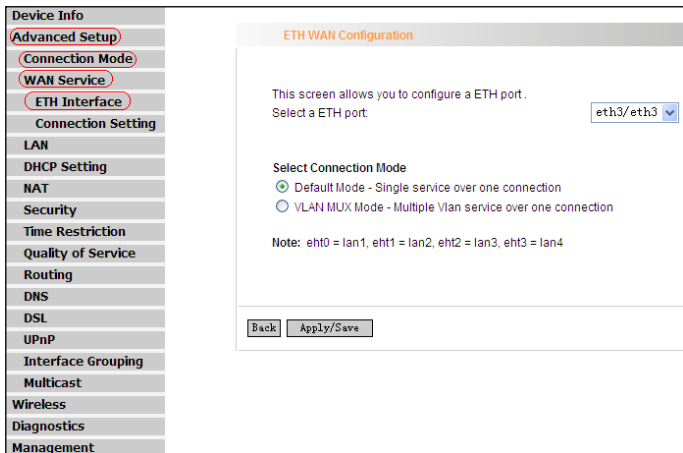 Device Info
Advanced Setup
Connection Mode
WAN Service
ETH Interface
Connection Setting
LAN
DHCP Setting
NAT
Security
Time Restriction
Quality of Service
Routing
DNS
DSL
UPnP
Interface Grouping
Multicast
Wireless
Diagnostics
Management
ETH WAN Configuration
This screen allows you to configure a ETH port .
Select a ETH port: eth3/eth3
Select Connection Mode
Default Mode - Single service over one connection
VLAN MUX Mode - Multiple Vlan service over one connection
Note: eht0 = lan1, eht1 = lan2, eht2 = lan3, eht3 = lan4
Back Apply/Save